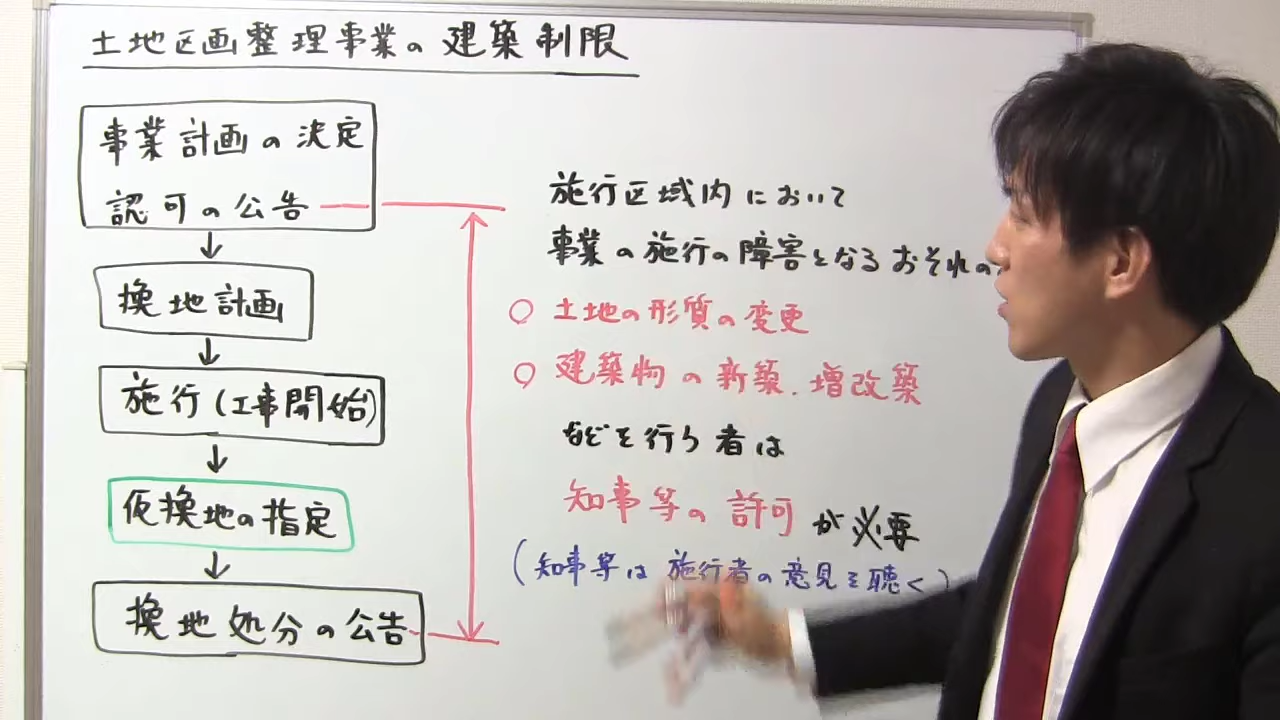 土地区画整理事業の建築制限
事業計画の決定
認可の公告
↓
換地計画
↓
施行(工事開始)
↓
仮換地の指定
↓
換地処分の公告
施行区域内において
事業の施行の障害となるおそれの
○ 土地の形質の変更
○ 建築物の新築.増改築
などを行う者は
知事等の許可が必要
(知事等は施行者の意見を聴く)